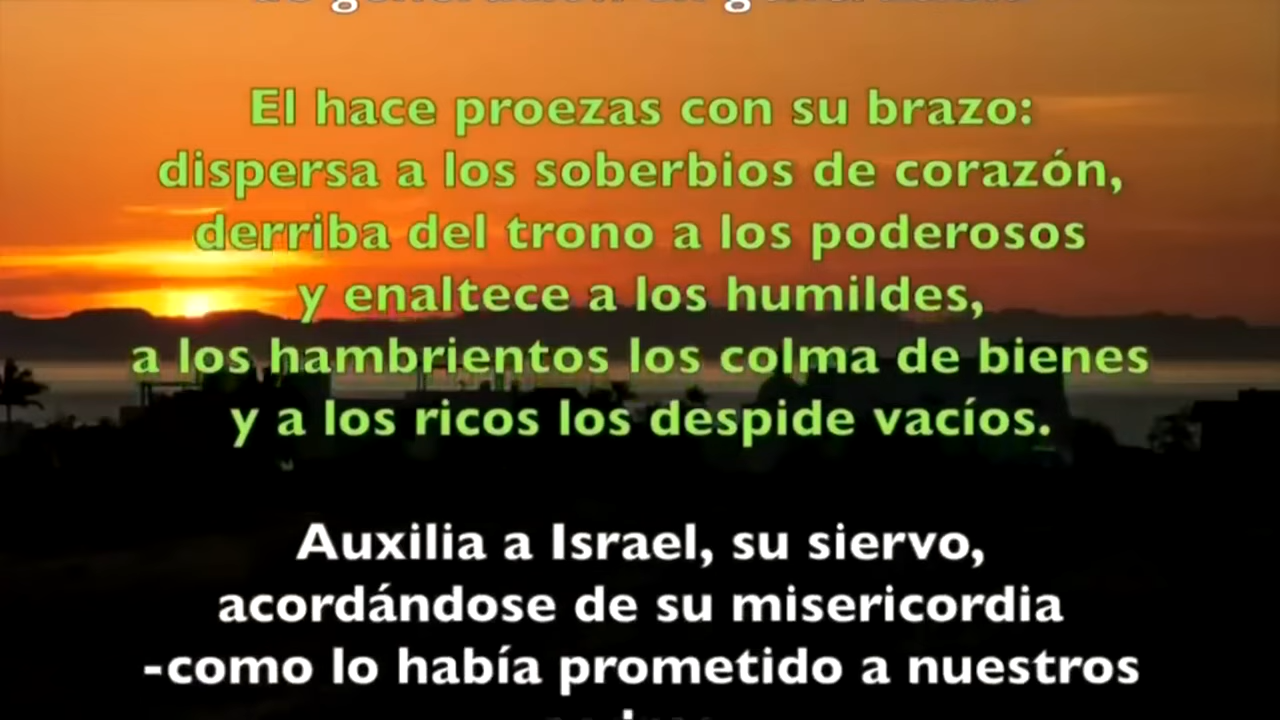 El hace proezas con su brazo:
dispersa a los soberbios de corazón,
derriba del trono a los poderosos
y enaltece a los humildes,
a los hambrientos los colma de bienes
y a los ricos los despide vacíos.
Auxilia a Israel, su siervo,
acordándose de su misericordia
-como lo había prometido a nuestros